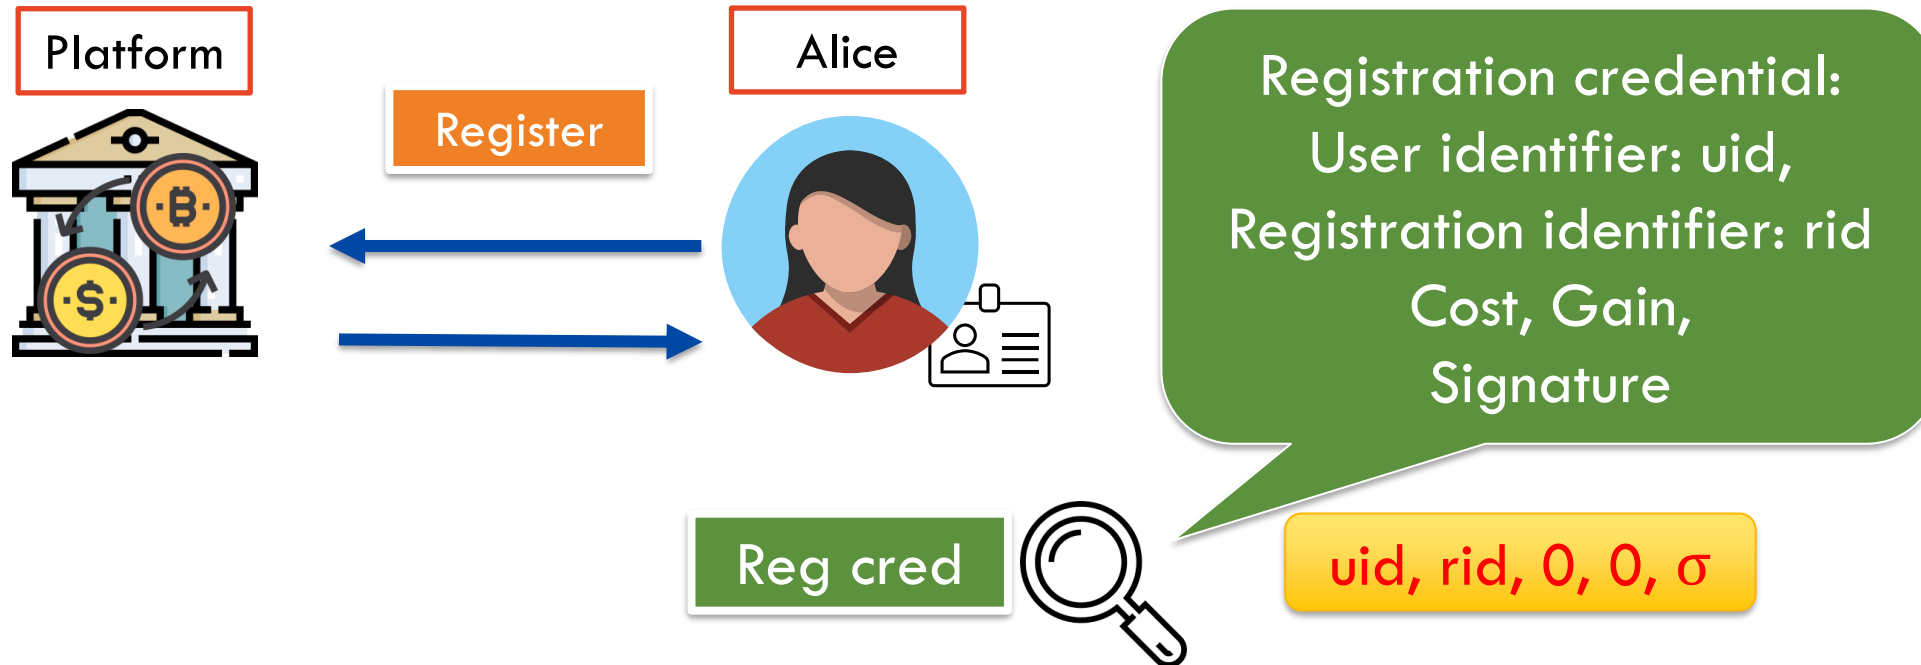 Platform
Alice
Register
Registration credential:
User identifier: uid,
Registration identifier: rid
Cost, Gain,
Signature
B
$
Reg cred
uid, rid, 0, 0, σ